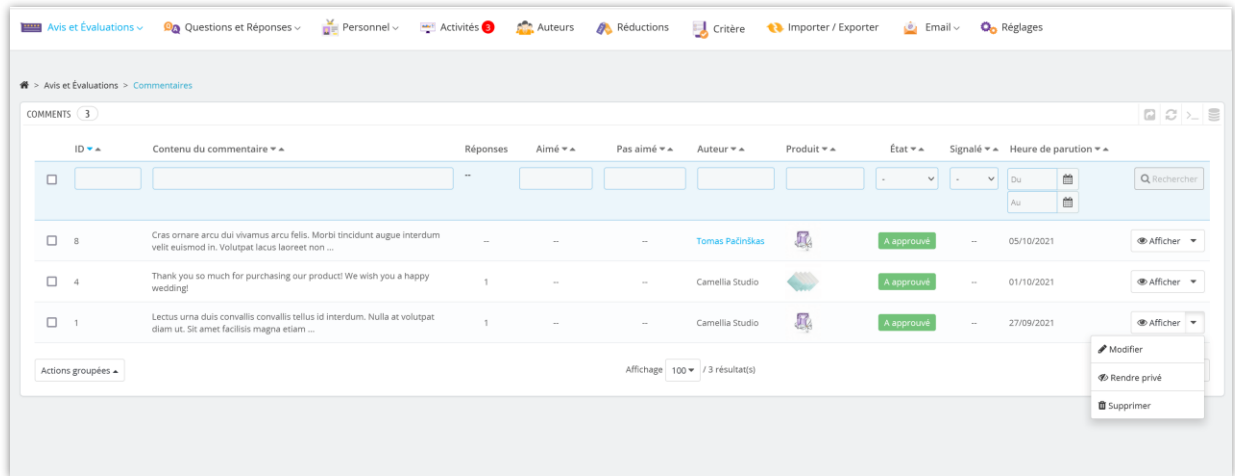 Avis et Évaluations Questions et Réponses Personnel Activités 3 Auteurs Réductions Critère Importer / Exporter Email Réglages
> Avis et Évaluations > Commentaires
COMMENTS 3
ID Contenu du commentaire Réponses Aimé Pas aimé Auteur Produit État Signalé Heure de parution
-- - - Du Rechercher
Au
8 Cras ornare arcu dui vivamus arcu felis. Morbi tincidunt augue interdum
velit euismod in. Volutpat lacus laoreet non ... -- -- -- Tomas Pačinškas A approuvé -- 05/10/2021 Afficher
4 Thank you so much for purchasing our product! We wish you a happy
wedding! 1 -- -- Camellia Studio A approuvé -- 01/10/2021 Afficher
1 Lectus urna duis convallis convallis tellus id interdum. Nulla at volutpat
diam ut. Sit amet facilisis magna etiam ... 1 -- -- Camellia Studio A approuvé -- 27/09/2021 Afficher
Modifier
Actions groupées Affichage 100 / 3 résultat(s)
Rendre privé
Supprimer